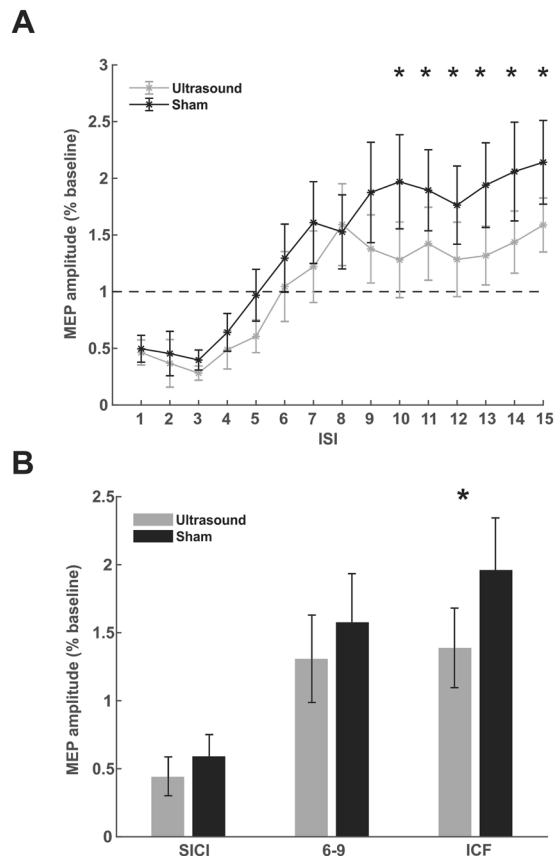 A
MEP amplitude (% baseline)
3
2.5
2
1.5
1
0.5
0
Ultrasound
Sham
* * * * * *
1 2 3 4 5 6 7 8 9 10 11 12 13 14 15
ISI
B
MEP amplitude (% baseline)
2.5
2
1.5
1
0.5
0
Ultrasound
Sham
*
SICI 6-9 ICF